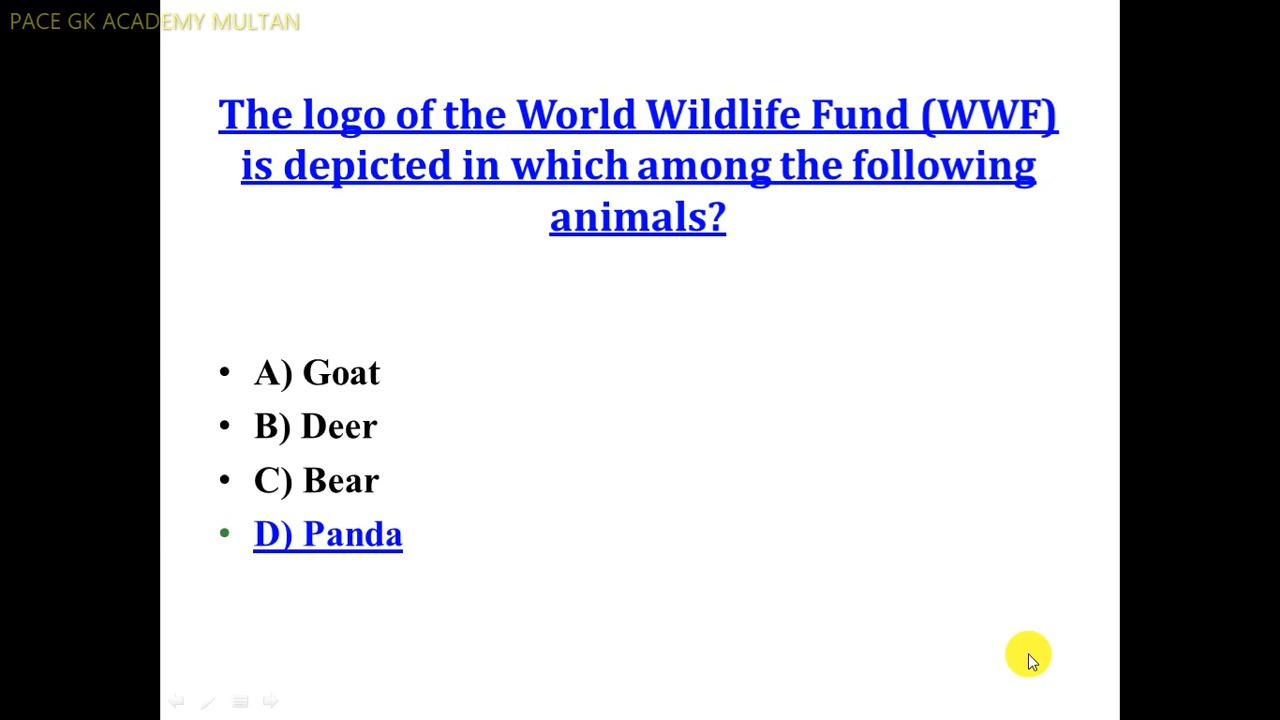 PACE GK ACADEMY MULTAN
The logo of the World Wildlife Fund (WWF)
is depicted in which among the following
animals?
• A) Goat
• B) Deer
• C) Bear
• D) Panda